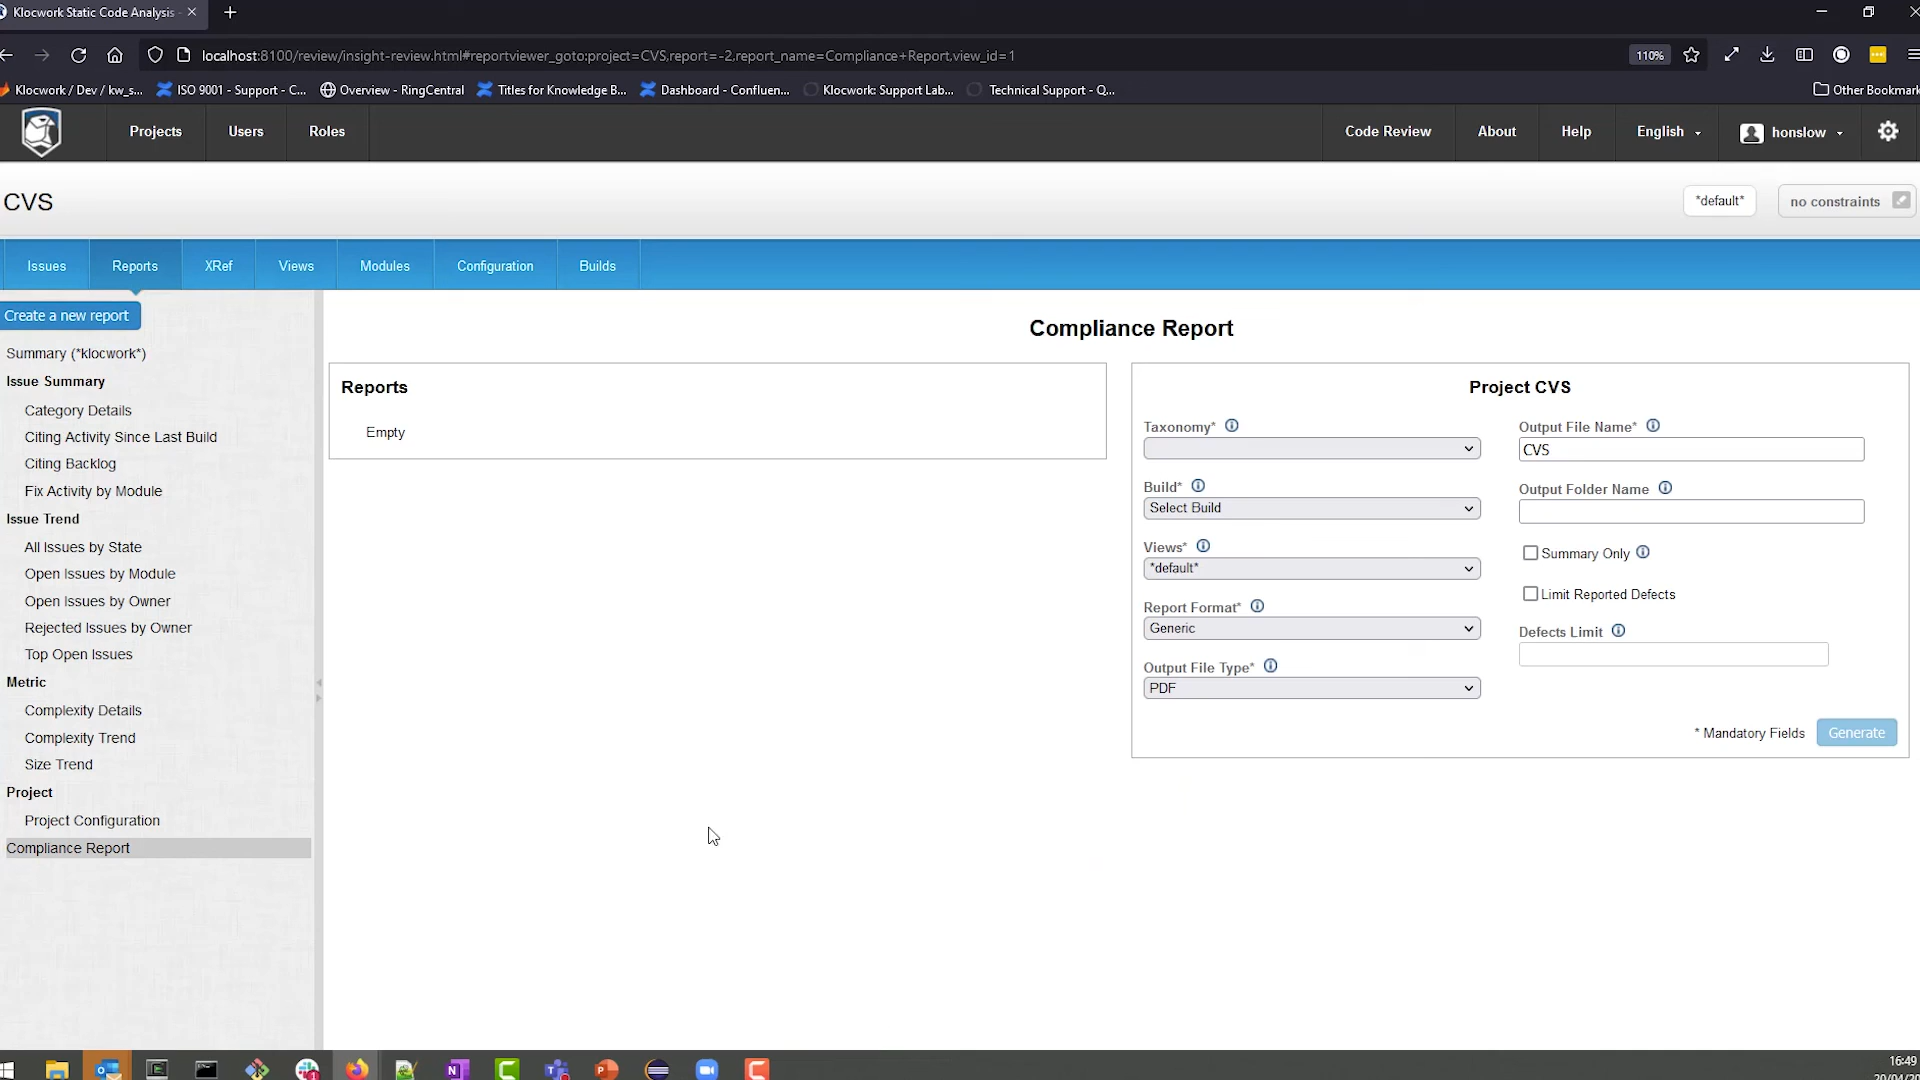 Klocwork Static Code Analysis
localhost:8100/review/insight-review.html#reportviewer_goto:project=CVS,report=-2,report_name=Compliance+Report,view_id=1
110%
Klocwork / Dev / kw_s...
ISO 9001 - Support - C...
Overview - RingCentral
Titles for Knowledge B...
Dashboard - Confluen...
Klocwork: Support Lab...
Technical Support - Q...
Other Bookmark
Projects
Users
Roles
Code Review
About
Help
English
honslow
CVS
*default*
no constraints
Issues
Reports
XRef
Views
Modules
Configuration
Builds
Create a new report
Summary (*klocwork*)
Issue Summary
Category Details
Citing Activity Since Last Build
Citing Backlog
Fix Activity by Module
Issue Trend
All Issues by State
Open Issues by Module
Open Issues by Owner
Rejected Issues by Owner
Top Open Issues
Metric
Complexity Details
Complexity Trend
Size Trend
Project
Project Configuration
Compliance Report
Compliance Report
Reports
Empty
Project CVS
Taxonomy*
Build*
Select Build
Views*
*default*
Report Format*
Generic
Output File Type*
PDF
Output File Name*
CVS
Output Folder Name
Summary Only
Limit Reported Defects
Defects Limit
* Mandatory Fields
Generate
16:49